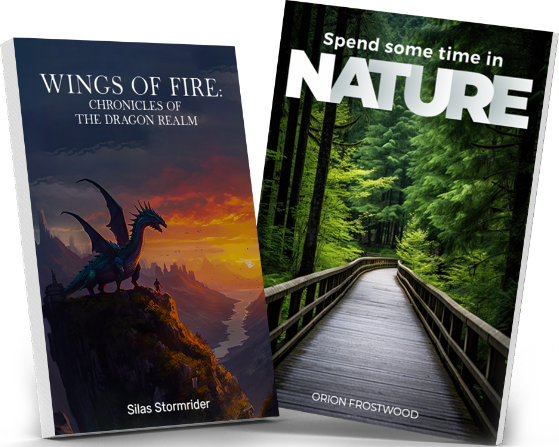 WINGS OF FIRE:
CHRONICLES OF
THE DRAGON REALM
Silas Stormrider
Spend some time in
NATURE
ORION FROSTWOOD